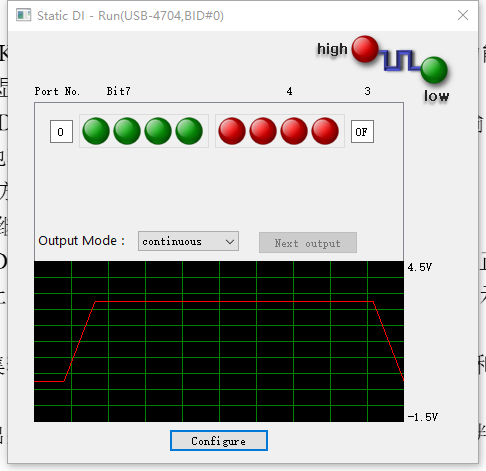 Static DI - Run(USB-4704,BID#0)
high
low
Port No. Bit7 4 3
0 0F
Output Mode： continuous Next output
4.5V
-1.5V
Configure